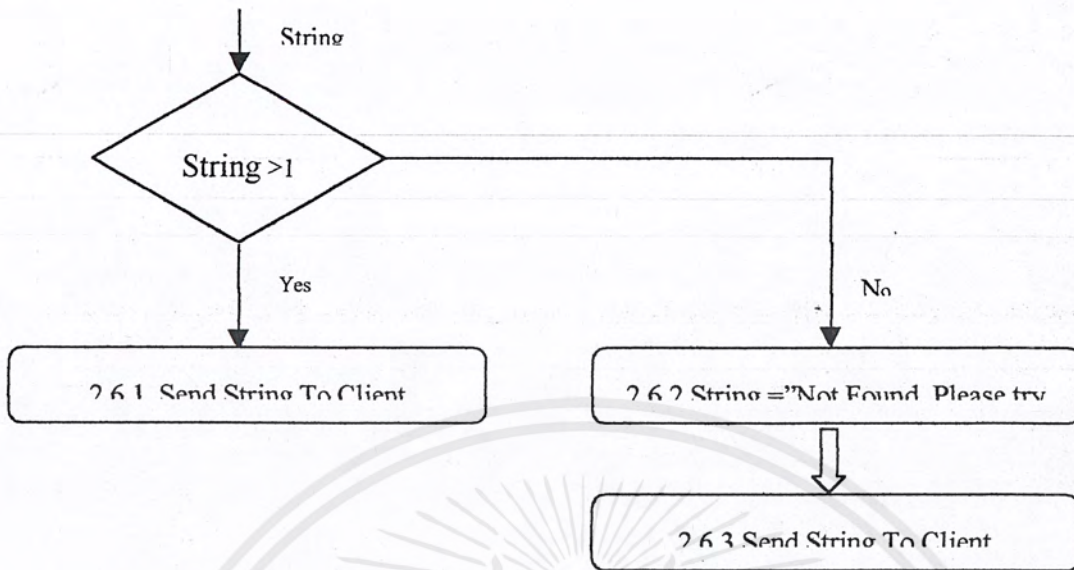 String
String >1
Yes
No
2.6.1 Send String To Client
2.6.2 String =”Not Found Please try
2.6.3 Send String To Client